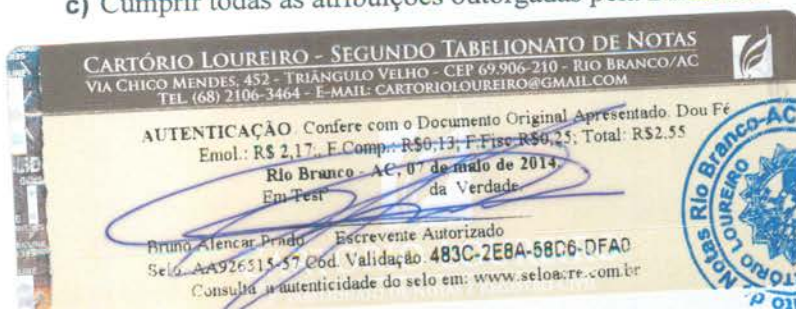 c) Cumprir todas as atribuições outorgadas
CARTÓRIO LOUREIRO - SEGUNDO TABELIONATO DE NOTAS
VIA CHICO MENDES, 452 - TRIÂNGULO VELHO - CEP 69.906-210 - RIO BRANCO/AC
TEL. (68) 2106-3464 - E-MAIL: CARTORIOLOUREIRO@GMAIL.COM
AUTENTICAÇÃO. Confere com o Documento Original Apresentado. Dou Fé
Emol.: R$ 2,17., F.Comp.: R$0,13; F.Fisc R$0,25; Total: R$2.55
Rio Branco - AC, 07 de maio de 2014.
Em Testº da Verdade.
Bruno Alencar Prado Escrevente Autorizado
Selo. AA926515-57 Cód. Validação. 483C-2E8A-58C6-DFA0
Consulta a autenticidade do selo em: www.seloacre.com.br
Notas Rio Branco-AC
LOUREIRO